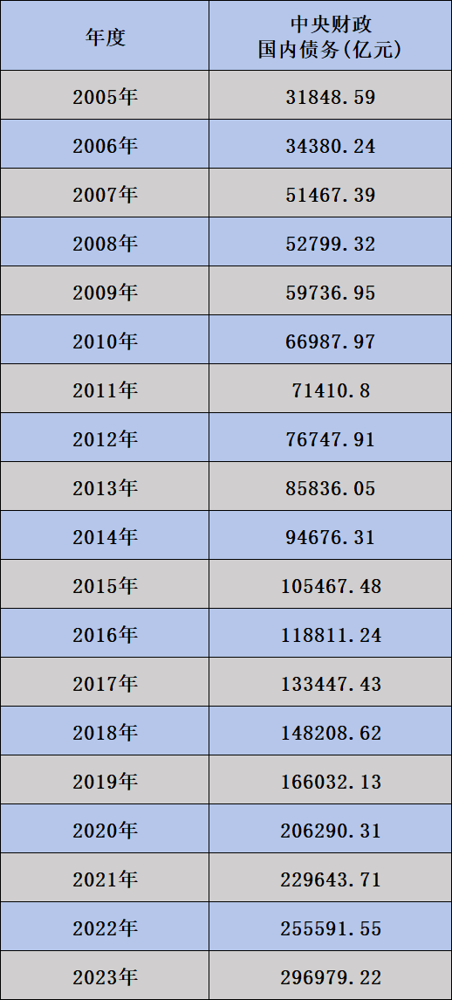 年度 中央财政
国内债务(亿元)
2005年 31848.59
2006年 34380.24
2007年 51467.39
2008年 52799.32
2009年 59736.95
2010年 66987.97
2011年 71410.8
2012年 76747.91
2013年 85836.05
2014年 94676.31
2015年 105467.48
2016年 118811.24
2017年 133447.43
2018年 148208.62
2019年 166032.13
2020年 206290.31
2021年 229643.71
2022年 255591.55
2023年 296979.22